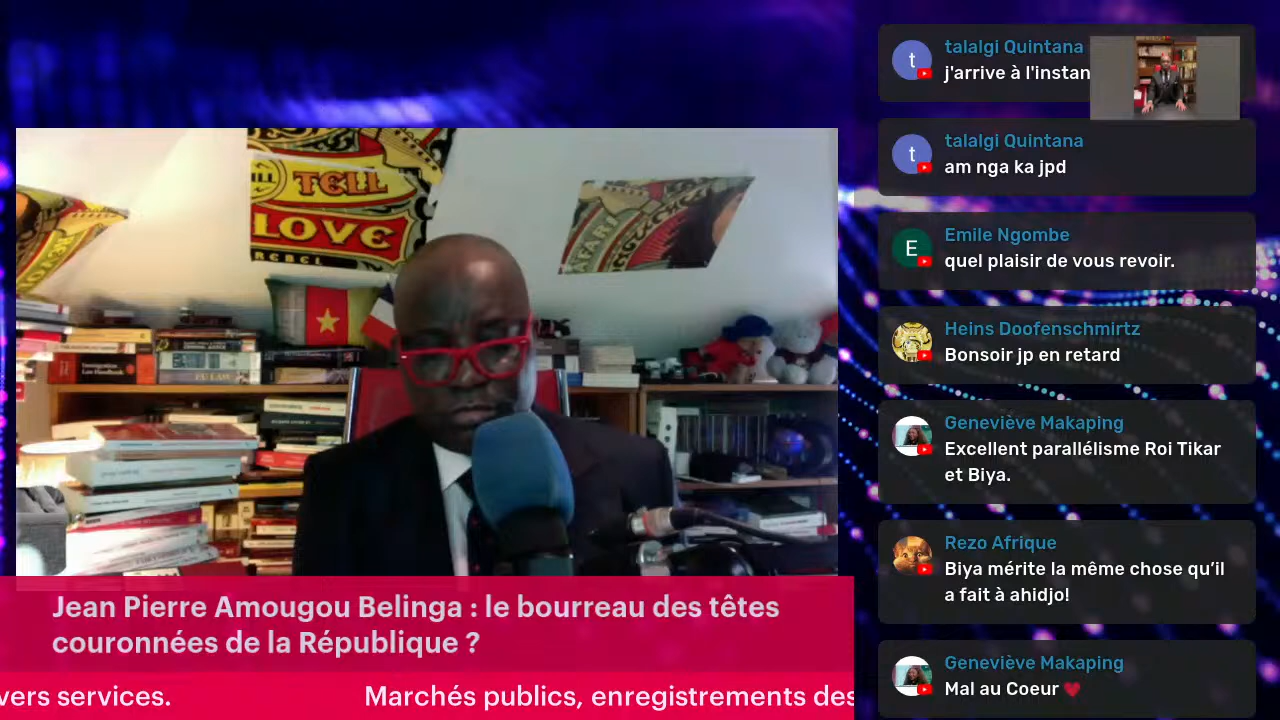 TELL
LOVE
REBEL
Jean Pierre Amougou Belinga : le bourreau des têtes
couronnées de la République ?
vers services.
Marchés publics, enregistrements des
t
talalgi Quintana
j'arrive à l'instan
t
talalgi Quintana
am nga ka jpd
E
Emile Ngombe
quel plaisir de vous revoir.
Heins Doofenschmirtz
Bonsoir jp en retard
Geneviève Makaping
Excellent parallélisme Roi Tikar
et Biya.
Rezo Afrique
Biya mérite la même chose qu’il
a fait à ahidjo!
Geneviève Makaping
Mal au Coeur ♥